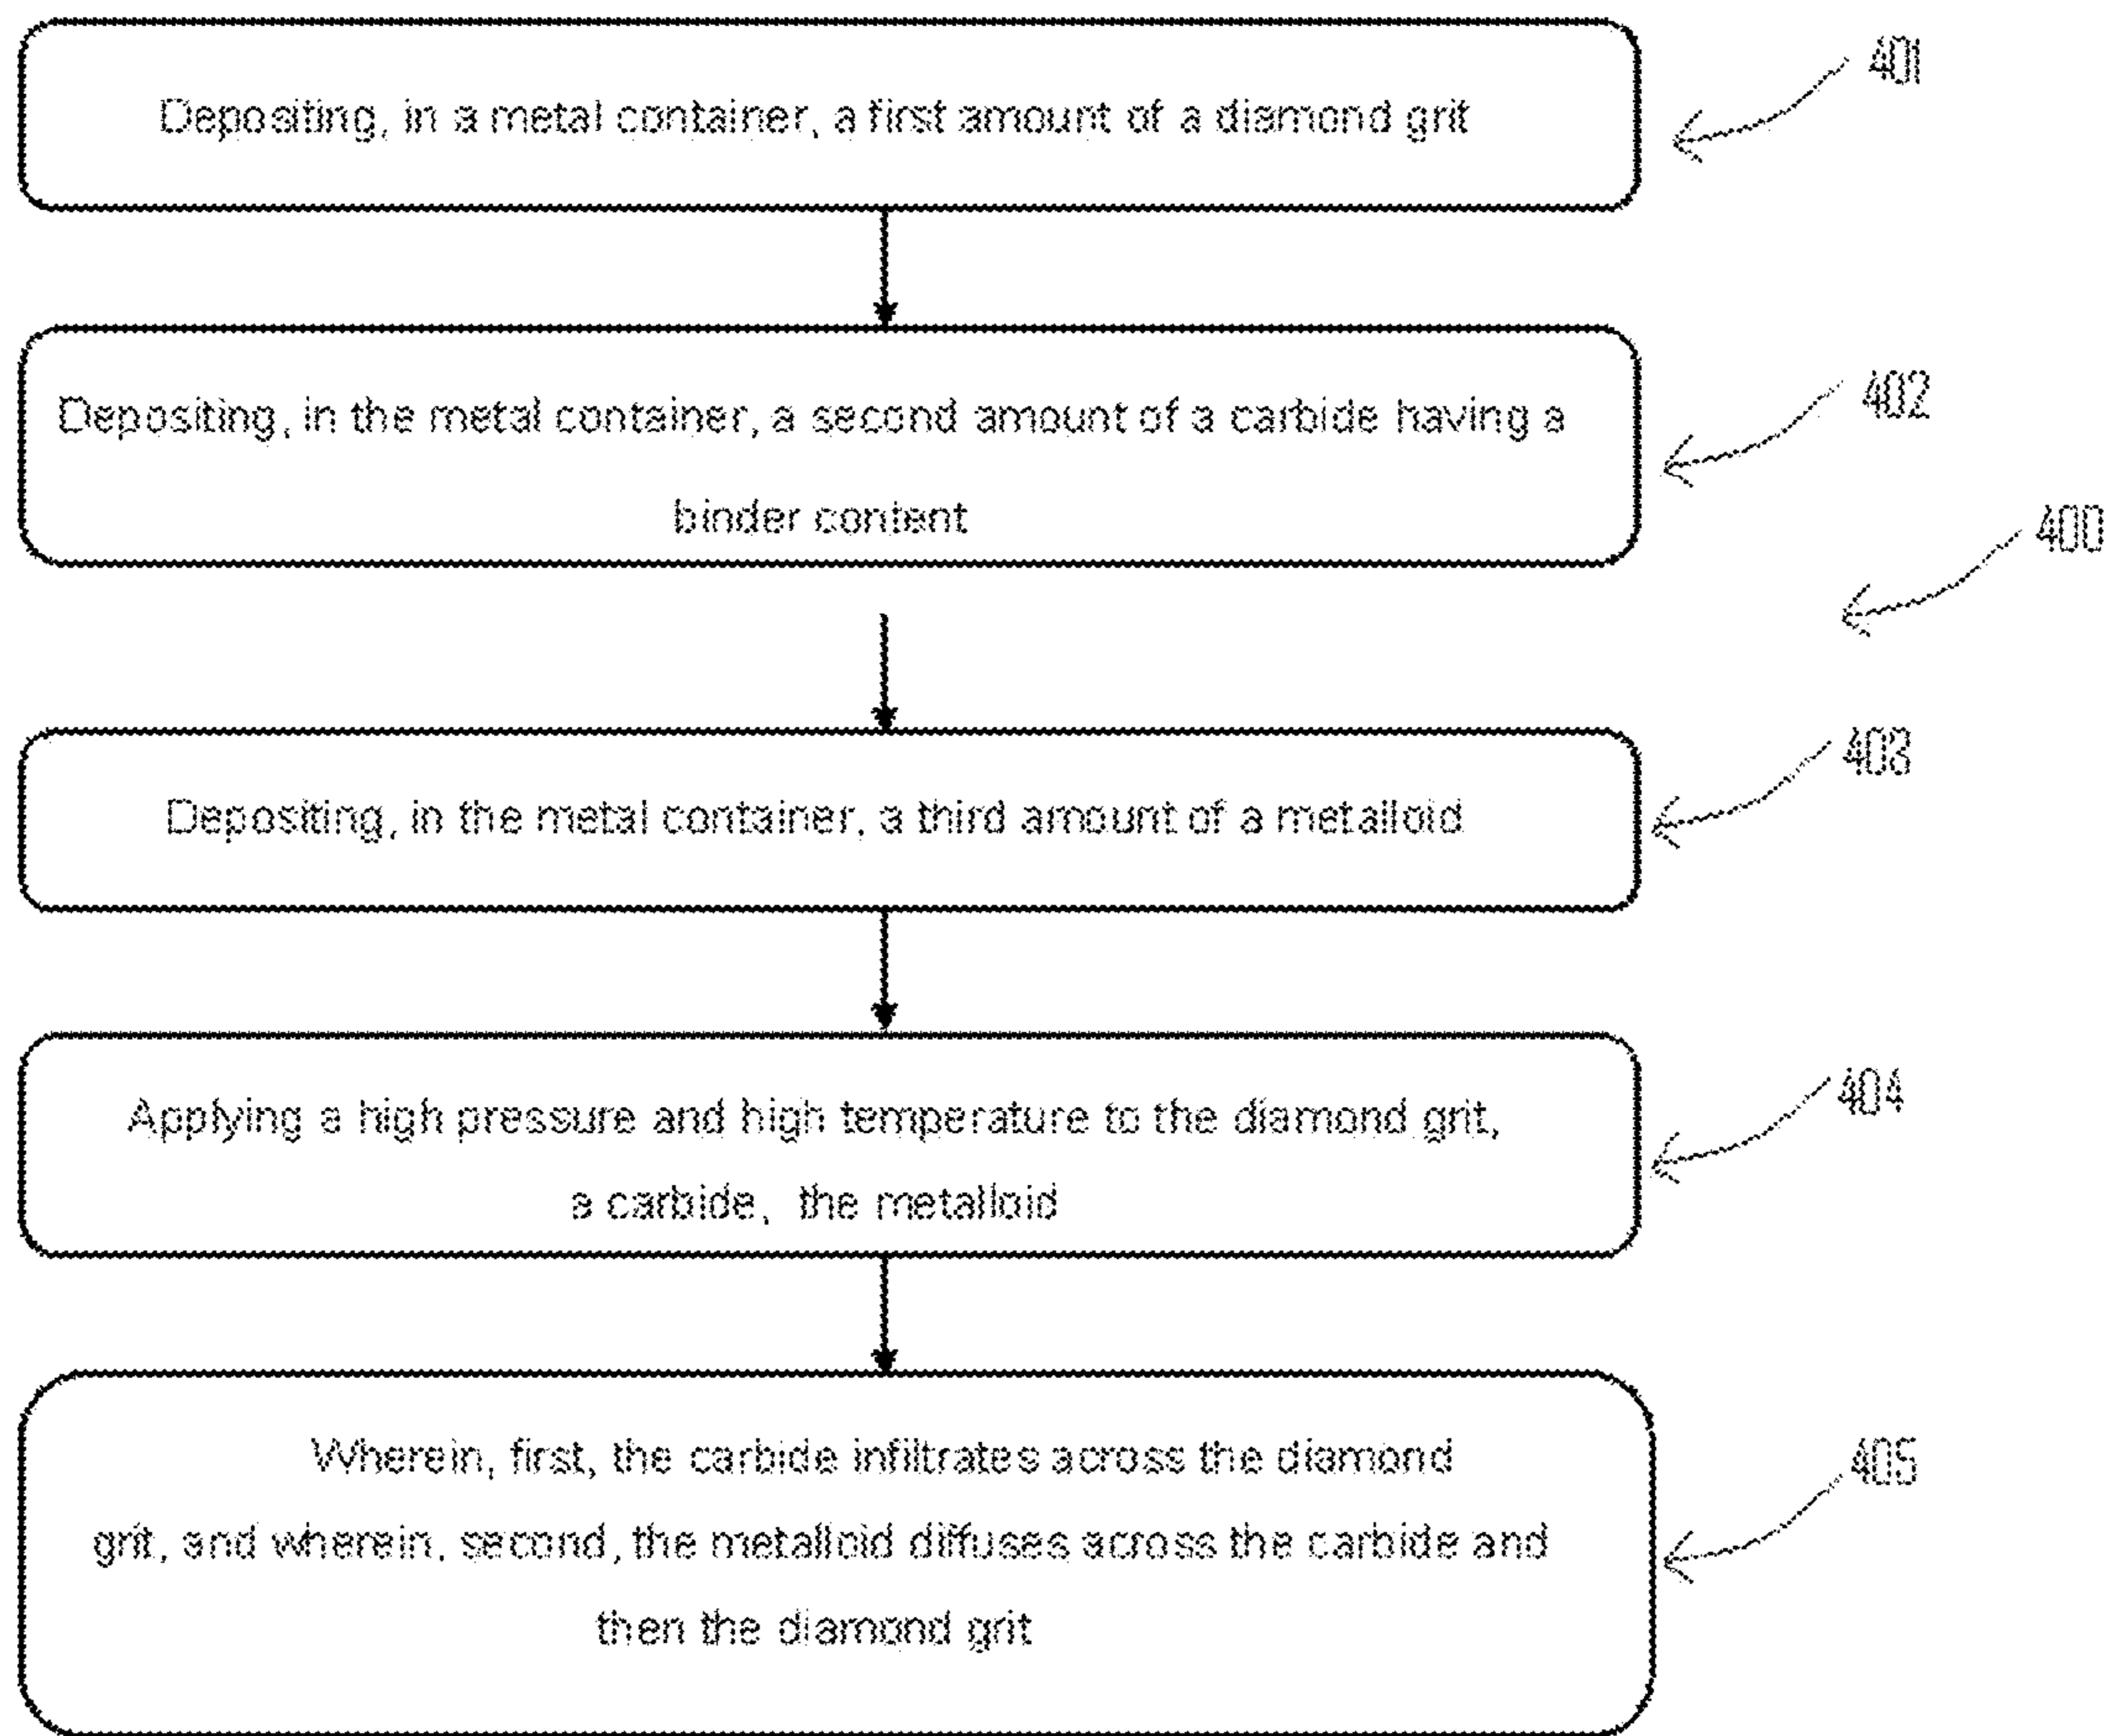 Depositing, in a metal container, a first amount of a diamond grit
401
Depositing, in the metal container, a second amount of a carbide having a
binder content
402
400
Depositing, in the metal container, a third amount of a metalloid
403
Applying a high pressure and high temperature to the diamond grit,
a carbide, the metalloid
404
Wherein, first, the carbide infiltrates across the diamond
grit, and wherein, second, the metalloid diffuses across the carbide and
then the diamond grit
405